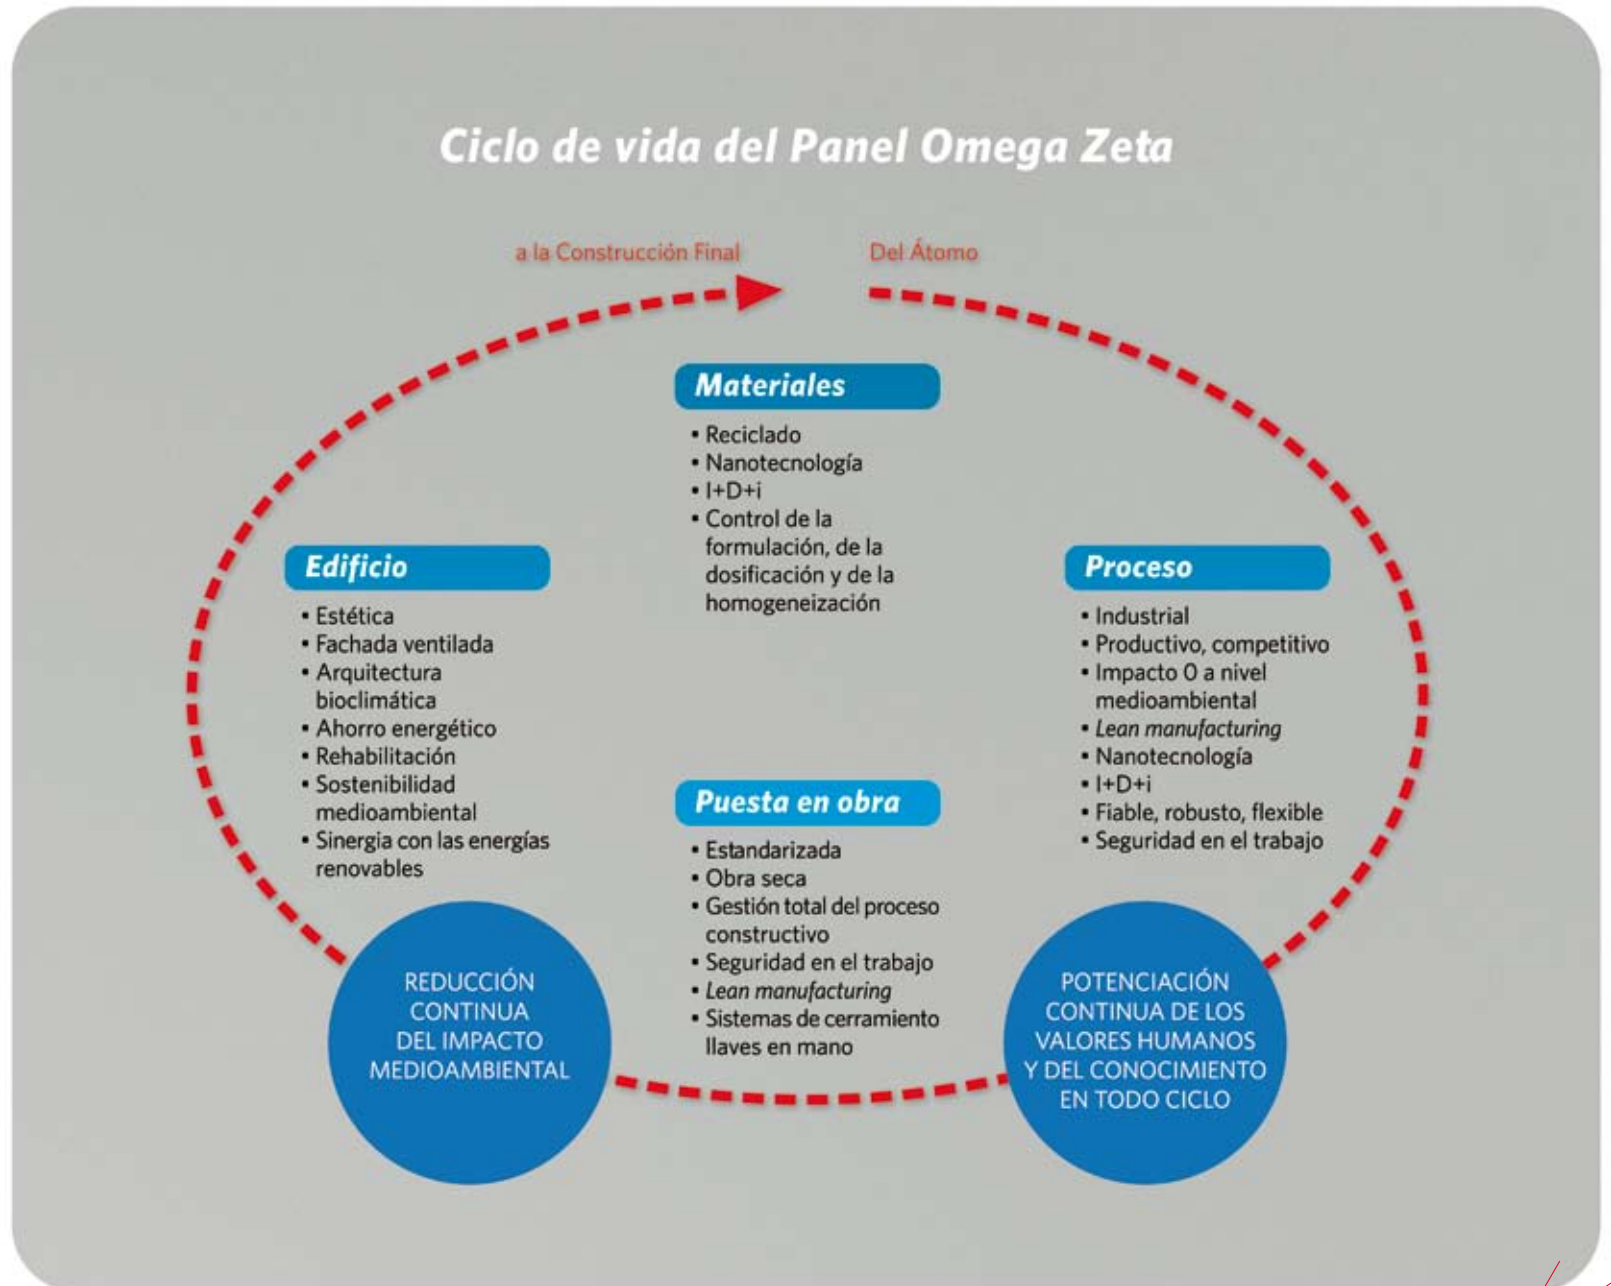 Ciclo de vida del Panel Omega Zeta
a la Construcción Final
Del Átomo
Materiales
▪ Reciclado
▪ Nanotecnología
▪ I+D+i
▪ Control de la
formulación, de la
dosificación y de la
homogeneización
Edificio
▪ Estética
▪ Fachada ventilada
▪ Arquitectura
bioclimática
▪ Ahorro energético
▪ Rehabilitación
▪ Sostenibilidad
medioambiental
▪ Sinergia con las energías
renovables
Proceso
▪ Industrial
▪ Productivo, competitivo
▪ Impacto 0 a nivel
medioambiental
▪ Lean manufacturing
▪ Nanotecnología
▪ I+D+i
▪ Fiable, robusto, flexible
▪ Seguridad en el trabajo
Puesta en obra
▪ Estandarizada
▪ Obra seca
▪ Gestión total del proceso
constructivo
▪ Seguridad en el trabajo
▪ Lean manufacturing
▪ Sistemas de cerramiento
llaves en mano
REDUCCIÓN
CONTINUA
DEL IMPACTO
MEDIOAMBIENTAL
POTENCIACIÓN
CONTINUA DE LOS
VALORES HUMANOS
Y DEL CONOCIMIENTO
EN TODO CICLO